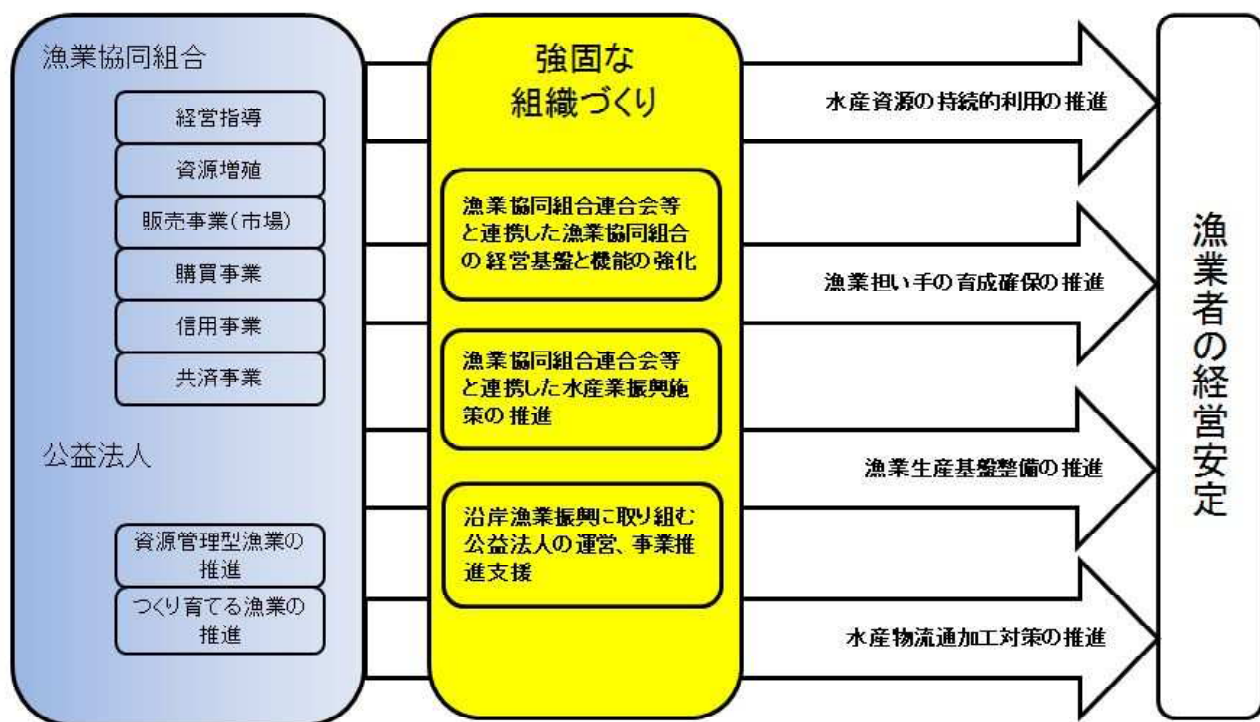 漁業協同組合
経営指導
資源増殖
販売事業(市場)
購買事業
信用事業
共済事業
公益法人
資源管理型漁業の
推進
つくり育てる漁業の
推進
強固な
組織づくり
漁業協同組合連合会等
と連携した漁業協同組合
の経営基盤と機能の強化
漁業協同組合連合会等
と連携した水産業振興施
策の推進
沿岸漁業振興に取り組む
公益法人の運営、事業推
進支援
水産資源の持続的利用の推進
漁業担い手の育成確保の推進
漁業生産基盤整備の推進
水産物流通加工対策の推進
漁業者の経営安定